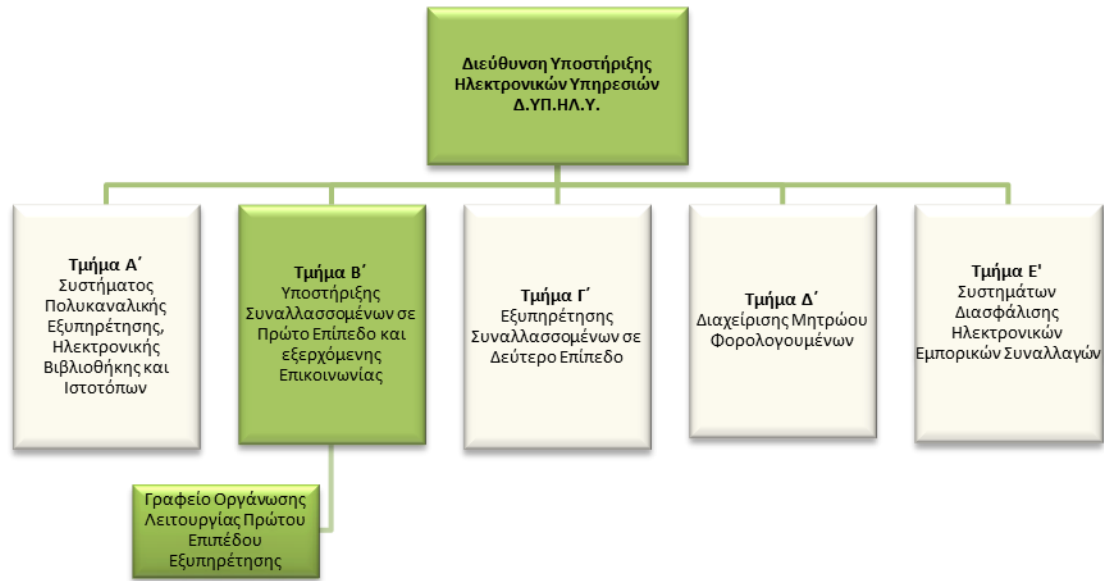 Διεύθυνση Υποστήριξης
Ηλεκτρονικών Υπηρεσιών
Δ.ΥΠ.ΗΛ.Υ.
Τμήμα Α΄
Συστήματος
Πολυκαναλικής
Εξυπηρέτησης,
Ηλεκτρονικής
Βιβλιοθήκης και
Ιστοτόπων
Τμήμα Β΄
Υποστήριξης
Συναλλασσομένων σε
Πρώτο Επίπεδο και
εξερχόμενης
Επικοινωνίας
Τμήμα Γ΄
Εξυπηρέτησης
Συναλλασσομένων σε
Δεύτερο Επίπεδο
Τμήμα Δ΄
Διαχείρισης Μητρώου
Φορολογουμένων
Τμήμα Ε'
Συστημάτων
Διασφάλισης
Ηλεκτρονικών
Εμπορικών Συναλλαγών
Γραφείο Οργάνωσης
Λειτουργίας Πρώτου
Επιπέδου
Εξυπηρέτησης